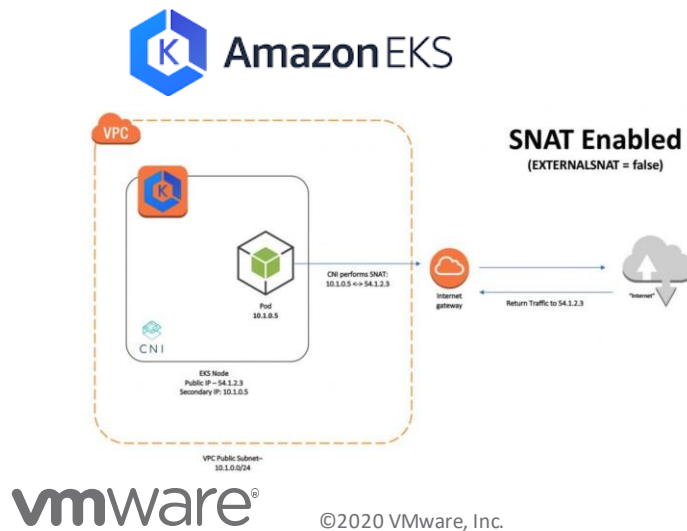 Amazon EKS
VPC
SNAT Enabled
(EXTERNALSNAT = false)
CNI performs SNAT:
10.1.0.5 <-> 54.1.2.3
Pod
10.1.0.5
Internet
gateway
Return Traffic to 54.1.2.3
"Internet"
CNI
EKS Node
Public IP – 54.1.2.3
Secondary IP: 10.1.0.5
VPC Public Subnet–
10.1.0.0/24
vmware®
©2020 VMware, Inc.